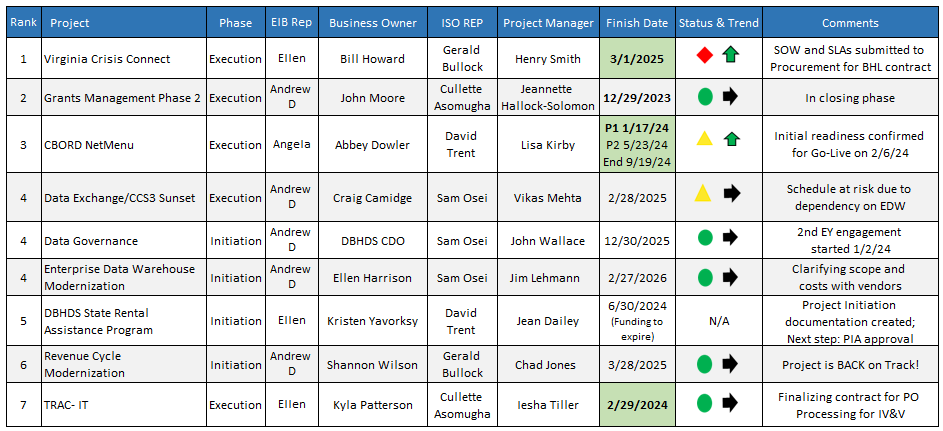 Rank Project Phase EIB Rep Business Owner ISO REP Project Manager Finish Date Status & Trend Comments
1 Virginia Crisis Connect Execution Ellen Bill Howard Gerald Bullock Henry Smith 3/1/2025 SOW and SLAs submitted to Procurement for BHL contract
2 Grants Management Phase 2 Execution Andrew D John Moore Cullette Asomugha Jeannette Hallock-Solomon 12/29/2023 In closing phase
3 CBORD NetMenu Execution Angela Abbey Dowler David Trent Lisa Kirby P1 1/17/24 P2 5/23/24 End 9/19/24 Initial readiness confirmed for Go-Live on 2/6/24
4 Data Exchange/CCS3 Sunset Execution Andrew D Craig Camidge Sam Osei Vikas Mehta 2/28/2025 Schedule at risk due to dependency on EDW
4 Data Governance Initiation Andrew D DBHDS CDO Sam Osei John Wallace 12/30/2025 2nd EY engagement started 1/2/24
4 Enterprise Data Warehouse Modernization Initiation Andrew D Ellen Harrison Sam Osei Jim Lehmann 2/27/2026 Clarifying scope and costs with vendors
5 DBHDS State Rental Assistance Program Initiation Ellen Kristen Yavorksy David Trent Jean Dailey 6/30/2024 (Funding to expire) N/A Project Initiation documentation created; Next step: PIA approval
6 Revenue Cycle Modernization Initiation Andrew D Shannon Wilson Gerald Bullock Chad Jones 3/28/2025 Project is BACK on Track!
7 TRAC- IT Execution Ellen Kyla Patterson Cullette Asomugha Iesha Tiller 2/29/2024 Finalizing contract for PO Processing for IV&V